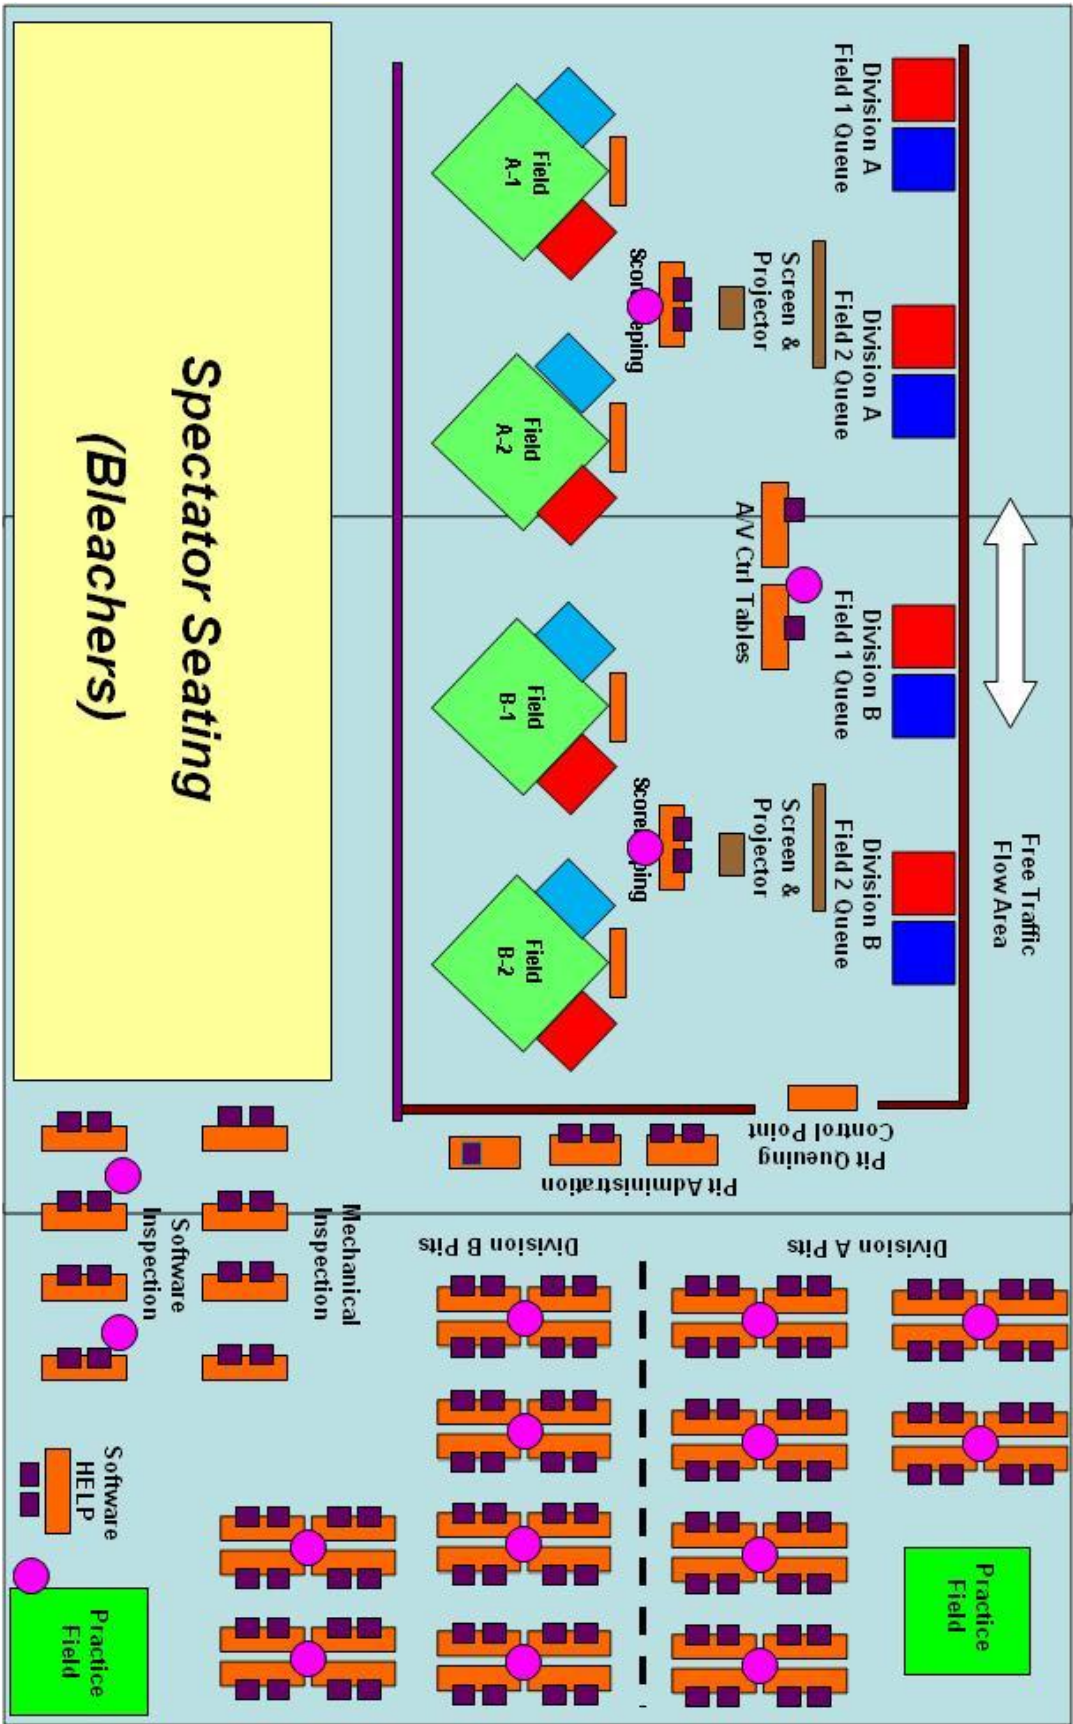 Free Traffic
Flow Area
Division A
Field 1 Queue
Division A
Field 2 Queue
Division B
Field 1 Queue
Division B
Field 2 Queue
Screen &
Projector
A/V Ctrl Tables
Screen &
Projector
Scorekeeping
Scorekeeping
Field
A-1
Field
A-2
Field
B-1
Field
B-2
Spectator Seating
(Bleachers)
Pit Queuing
Control Point
Pit Administration
Division A Pits
Division B Pits
Practice
Field
Mechanical
Inspection
Software
Inspection
Software
HELP
Practice
Field